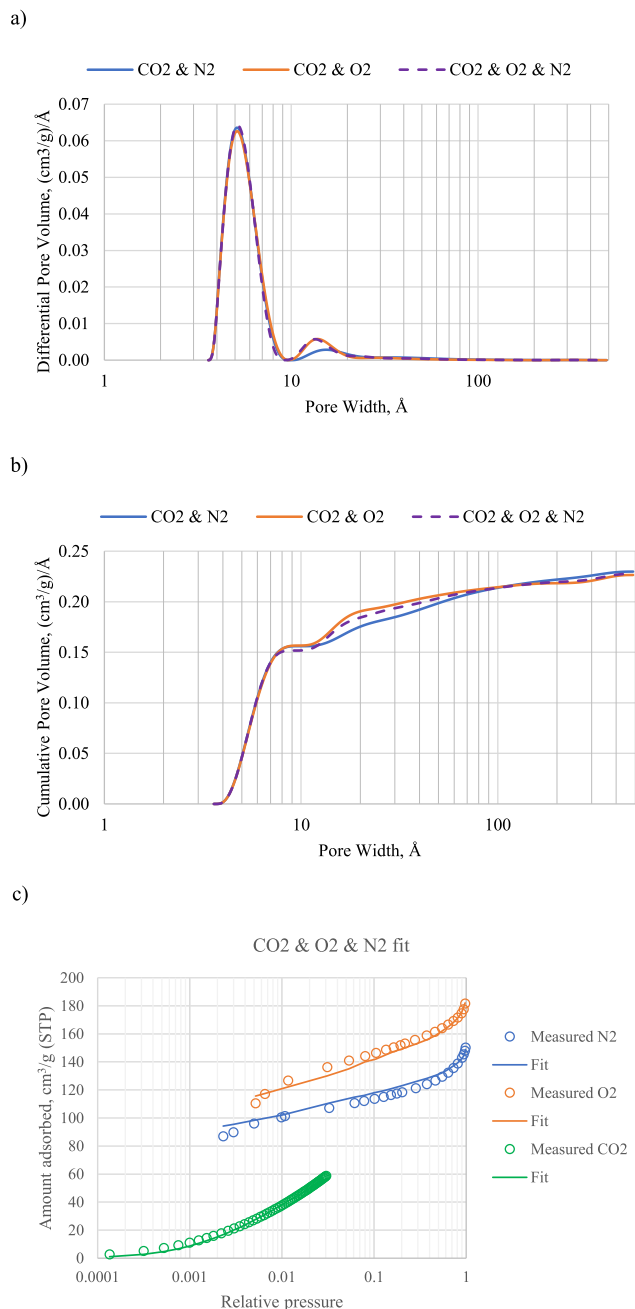 a)
CO2 & N2 CO2 & O2 CO2 & O2 & N2
Differential Pore Volume, (cm3/g)/Å
0.07
0.06
0.05
0.04
0.03
0.02
0.01
0.00
1 10 100
Pore Width, Å
b)
CO2 & N2 CO2 & O2 CO2 & O2 & N2
Cumulative Pore Volume, (cm³/g)/Å
0.25
0.20
0.15
0.10
0.05
0.00
1 10 100
Pore Width, Å
c)
CO2 & O2 & N2 fit
Amount adsorbed, cm³/g (STP)
200
180
160
140
120
100
80
60
40
20
0
0.0001 0.001 0.01 0.1 1
Relative pressure
Measured N2
Fit
Measured O2
Fit
Measured CO2
Fit